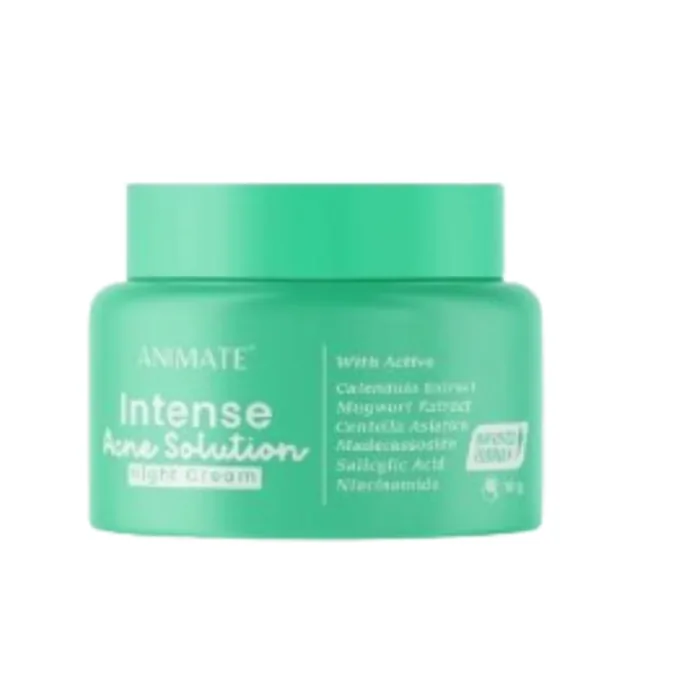 ANIMATE
Intense
Acne Solution
Night Cream
With Active
Calendula Extract
Mugwort Extract
Centella Asiatica
Madecassoside
Salicylic Acid
Niacinamide